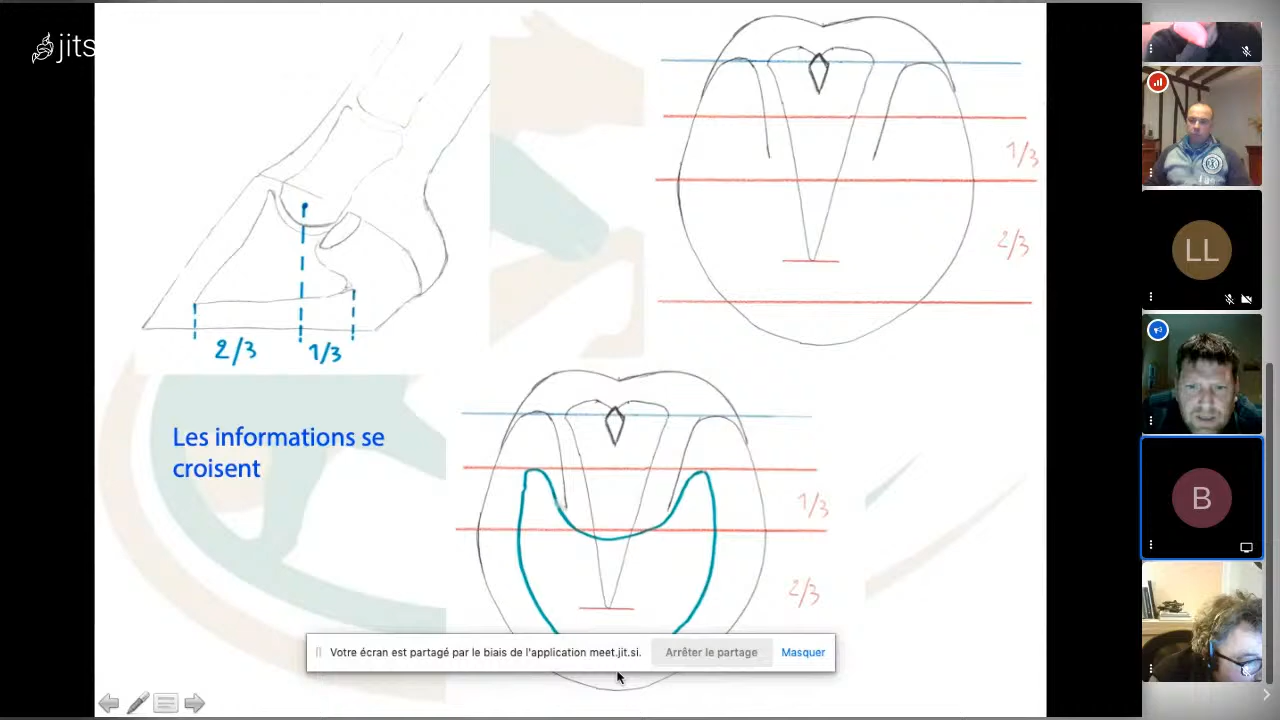 jits
1/3
2/3
2/3 1/3
Les informations se
croisent
1/3
2/3
Votre écran est partagé par le biais de l'application meet.jit.si.
Arrêter le partage
Masquer
LL
B